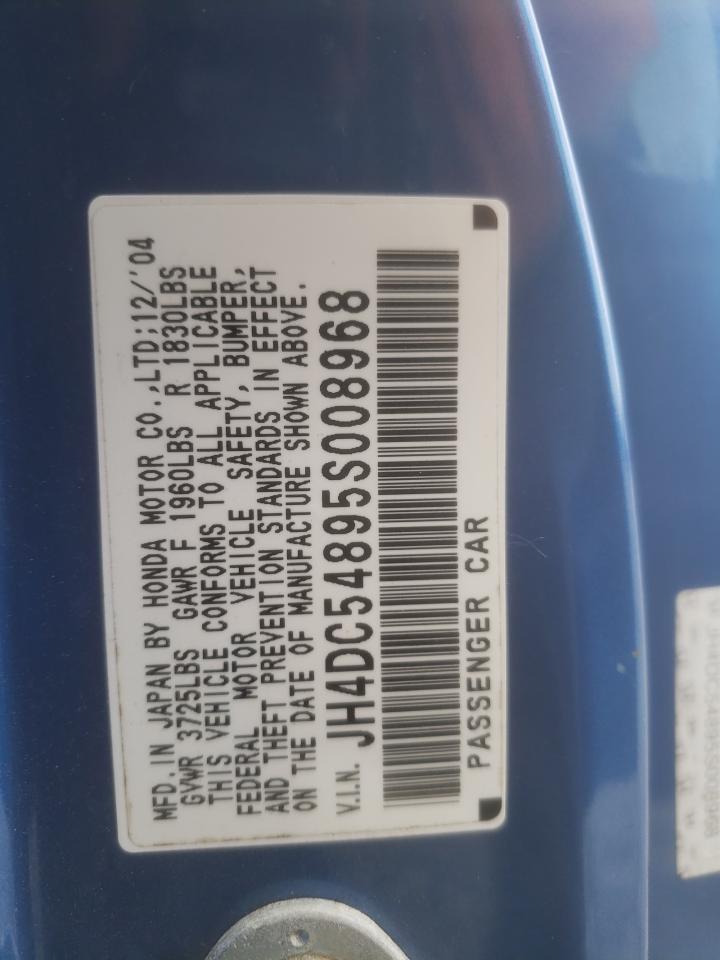 MFD. IN JAPAN BY HONDA MOTOR CO.,LTD;12/'04
GVWR 3725LBS GAWR F 1960LBS R 1830LBS
THIS VEHICLE CONFORMS TO ALL APPLICABLE
FEDERAL MOTOR VEHICLE SAFETY, BUMPER,
AND THEFT PREVENTION STANDARDS IN EFFECT
ON THE DATE OF MANUFACTURE SHOWN ABOVE.
V.I.N. JH4DC54895S008968
PASSENGER CAR